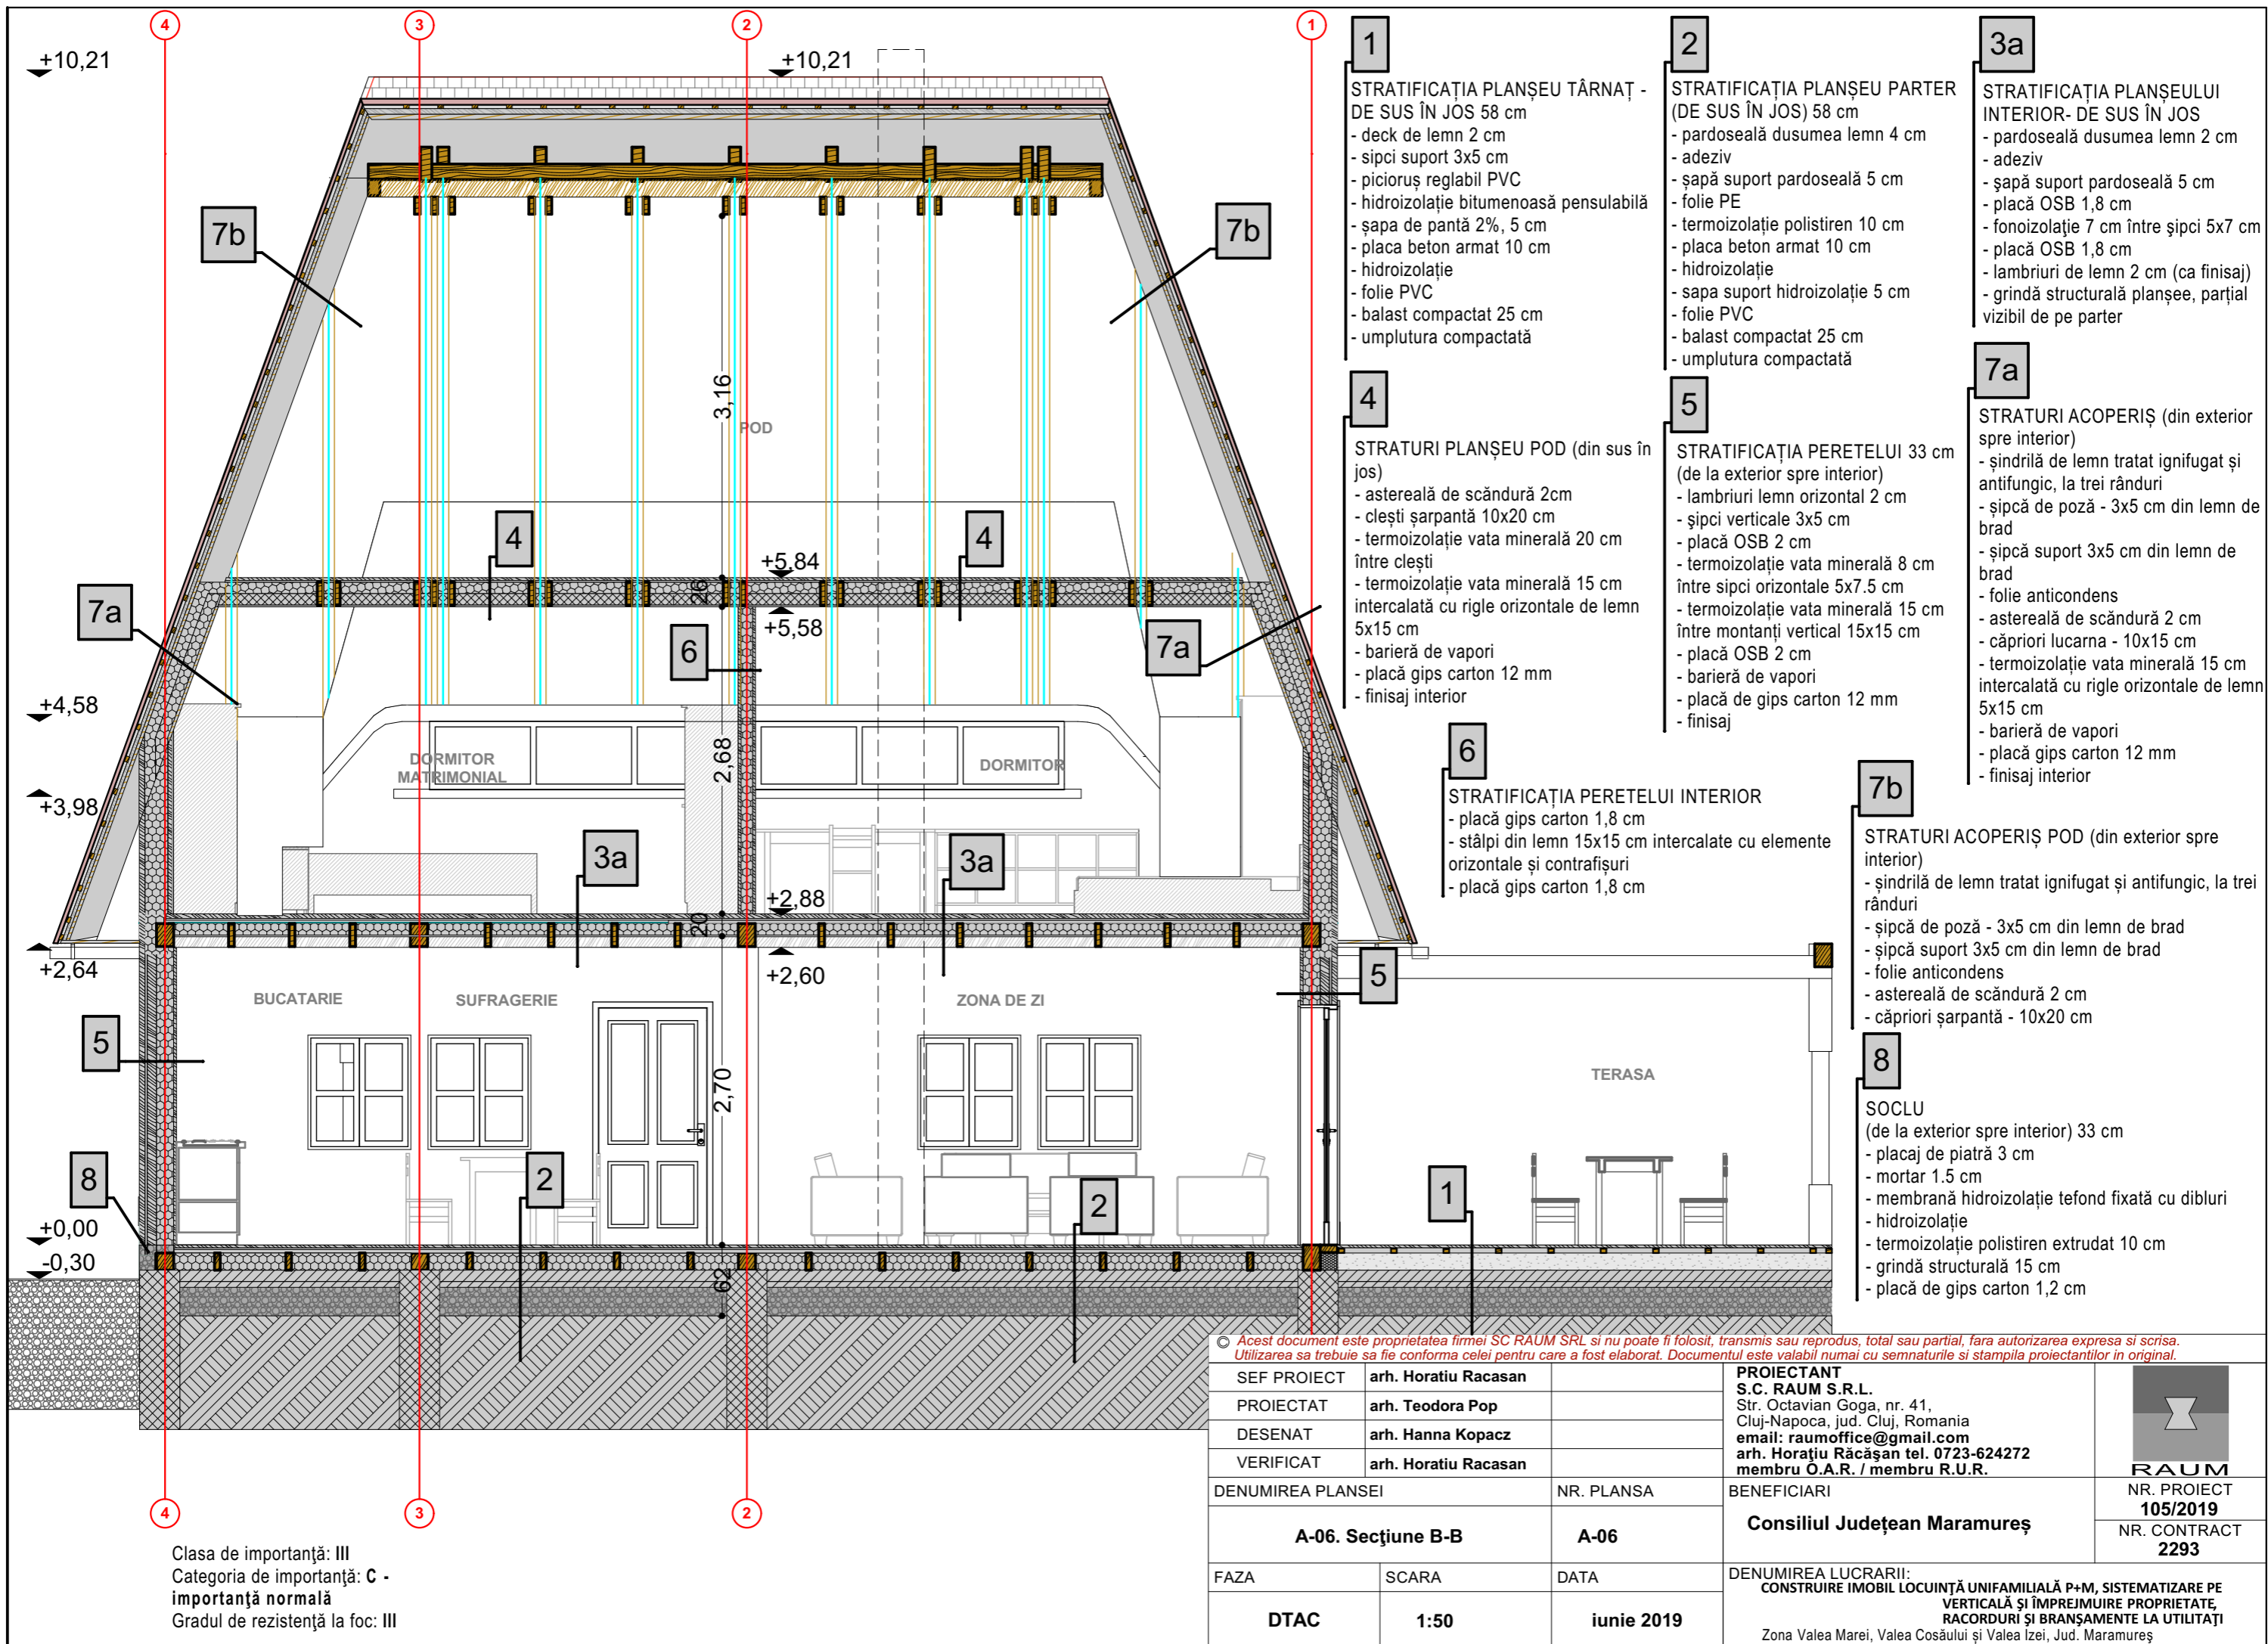 4
3
2
1
+10,21
+10,21
7b
7b
3,16
POD
4
4
+5,84
26
+5,58
7a
6
7a
+4,58
2,68
DORMITOR
MATRIMONIAL
DORMITOR
+3,98
3a
3a
+2,88
20
+2,64
+2,60
5
BUCATARIE
SUFRAGERIE
ZONA DE ZI
5
TERASA
2,70
8
2
2
1
+0,00
-0,30
62
4
3
2
Clasa de importanţă: III
Categoria de importanţă: C -
importanţă normală
Gradul de rezistenţă la foc: III
1
STRATIFICAȚIA PLANȘEU TÂRNAȚ -
DE SUS ÎN JOS 58 cm
- deck de lemn 2 cm
- sipci suport 3x5 cm
- picioruș reglabil PVC
- hidroizolație bitumenoasă pensulabilă
- șapa de pantă 2%, 5 cm
- placa beton armat 10 cm
- hidroizolație
- folie PVC
- balast compactat 25 cm
- umplutura compactată
2
STRATIFICAȚIA PLANȘEU PARTER
(DE SUS ÎN JOS) 58 cm
- pardoseală dusumea lemn 4 cm
- adeziv
- șapă suport pardoseală 5 cm
- folie PE
- termoizolație polistiren 10 cm
- placa beton armat 10 cm
- hidroizolație
- sapa suport hidroizolație 5 cm
- folie PVC
- balast compactat 25 cm
- umplutura compactată
3a
STRATIFICAȚIA PLANȘEULUI
INTERIOR- DE SUS ÎN JOS
- pardoseală dusumea lemn 2 cm
- adeziv
- şapă suport pardoseală 5 cm
- placă OSB 1,8 cm
- fonoizolaţie 7 cm între şipci 5x7 cm
- placă OSB 1,8 cm
- lambriuri de lemn 2 cm (ca finisaj)
- grindă structurală planșee, parțial
vizibil de pe parter
4
STRATURI PLANȘEU POD (din sus în
jos)
- astereală de scăndură 2cm
- clești șarpantă 10x20 cm
- termoizolație vata minerală 20 cm
între clești
- termoizolație vata minerală 15 cm
intercalată cu rigle orizontale de lemn
5x15 cm
- barieră de vapori
- placă gips carton 12 mm
- finisaj interior
5
STRATIFICAȚIA PERETELUI 33 cm
(de la exterior spre interior)
- lambriuri lemn orizontal 2 cm
- şipci verticale 3x5 cm
- placă OSB 2 cm
- termoizolație vata minerală 8 cm
între sipci orizontale 5x7.5 cm
- termoizolație vata minerală 15 cm
între montanți vertical 15x15 cm
- placă OSB 2 cm
- barieră de vapori
- placă de gips carton 12 mm
- finisaj
7a
STRATURI ACOPERIȘ (din exterior
spre interior)
- șindrilă de lemn tratat ignifugat și
antifungic, la trei rânduri
- șipcă de poză - 3x5 cm din lemn de
brad
- șipcă suport 3x5 cm din lemn de
brad
- folie anticondens
- astereală de scăndură 2 cm
- căpriori lucarna - 10x15 cm
- termoizolație vata minerală 15 cm
intercalată cu rigle orizontale de lemn
5x15 cm
- barieră de vapori
- placă gips carton 12 mm
- finisaj interior
6
STRATIFICAȚIA PERETELUI INTERIOR
- placă gips carton 1,8 cm
- stâlpi din lemn 15x15 cm intercalate cu elemente
orizontale și contrafișuri
- placă gips carton 1,8 cm
7b
STRATURI ACOPERIȘ POD (din exterior spre
interior)
- șindrilă de lemn tratat ignifugat și antifungic, la trei
rânduri
- șipcă de poză - 3x5 cm din lemn de brad
- șipcă suport 3x5 cm din lemn de brad
- folie anticondens
- astereală de scăndură 2 cm
- căpriori șarpantă - 10x20 cm
8
SOCLU
(de la exterior spre interior) 33 cm
- placaj de piatră 3 cm
- mortar 1.5 cm
- membrană hidroizolație tefond fixată cu dibluri
- hidroizolație
- termoizolație polistiren extrudat 10 cm
- grindă structurală 15 cm
- placă de gips carton 1,2 cm
© Acest document este proprietatea firmei SC RAUM SRL si nu poate fi folosit, transmis sau reprodus, total sau partial, fara autorizarea expresa si scrisa.
Utilizarea sa trebuie sa fie conforma celei pentru care a fost elaborat. Documentul este valabil numai cu semnaturile si stampila proiectantilor in original.
SEF PROIECT arh. Horatiu Racasan
PROIECTAT arh. Teodora Pop
DESENAT arh. Hanna Kopacz
VERIFICAT arh. Horatiu Racasan
PROIECTANT
S.C. RAUM S.R.L.
Str. Octavian Goga, nr. 41,
Cluj-Napoca, jud. Cluj, Romania
email: raumoffice@gmail.com
arh. Horaţiu Răcăşan tel. 0723-624272
membru O.A.R. / membru R.U.R.
RAUM
DENUMIREA PLANSEI
A-06. Secţiune B-B
NR. PLANSA
A-06
BENEFICIARI
Consiliul Județean Maramureș
NR. PROIECT
105/2019
NR. CONTRACT
2293
FAZA
DTAC
SCARA
1:50
DATA
iunie 2019
DENUMIREA LUCRARII:
CONSTRUIRE IMOBIL LOCUINȚĂ UNIFAMILIALĂ P+M, SISTEMATIZARE PE
VERTICALĂ ȘI ÎMPREJMUIRE PROPRIETATE,
RACORDURI ȘI BRANȘAMENTE LA UTILITAȚI
Zona Valea Marei, Valea Cosăului și Valea Izei, Jud. Maramureș